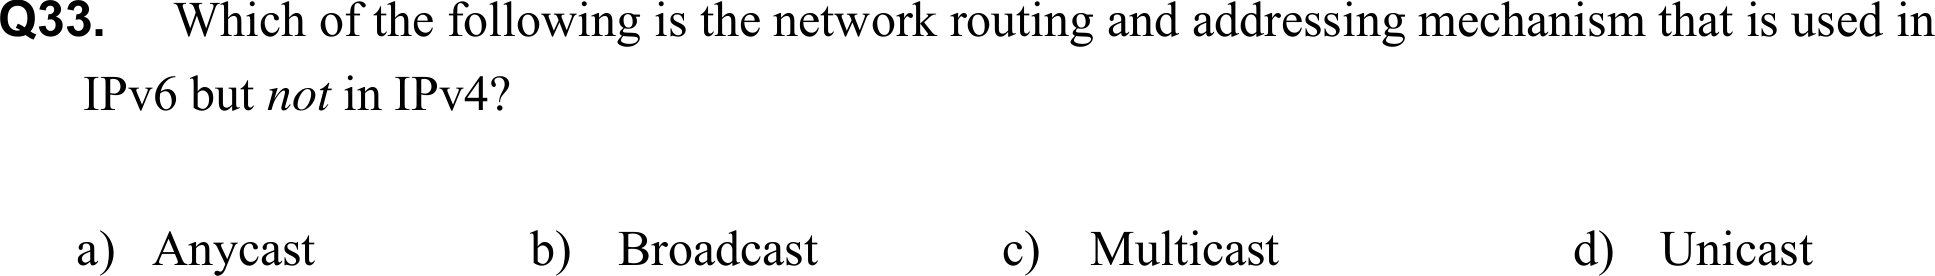 Q33. Which of the following is the network routing and addressing mechanism that is used in
IPv6 but not in IPv4?
a) Anycast b) Broadcast c) Multicast d) Unicast